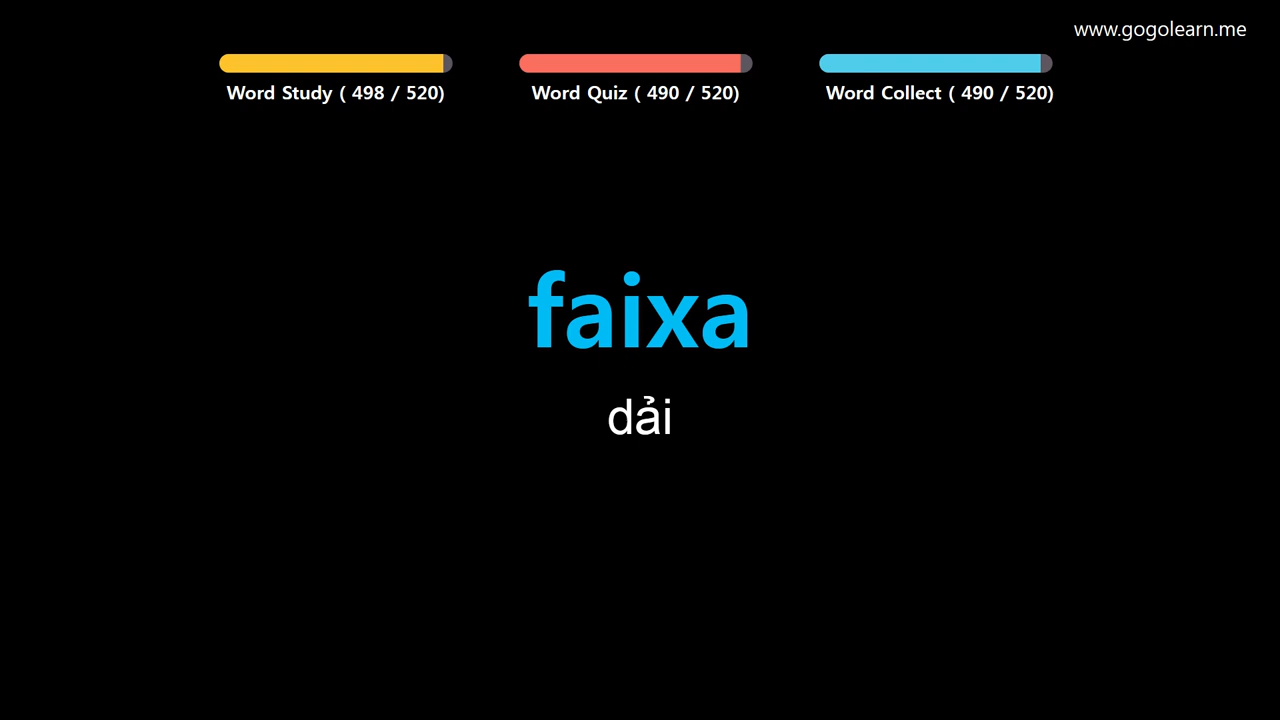 www.gogolearn.me
Word Study ( 498 / 520)
Word Quiz ( 490 / 520)
Word Collect ( 490 / 520)
faixa
dải